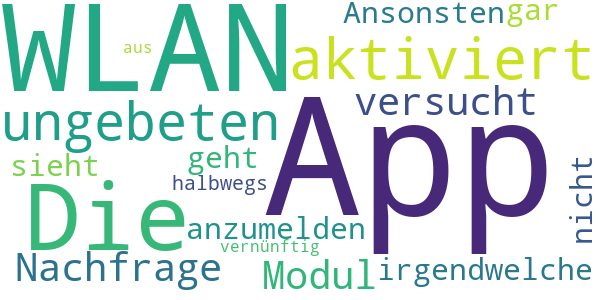 WLAN
aus
Ansonsten gar
aktiviert
ungebeten
versucht
App
sieht
geht
halbwegs
nicht
Die
anzumelden
vernünftig
Nachfrage
Modul
irgendwelche